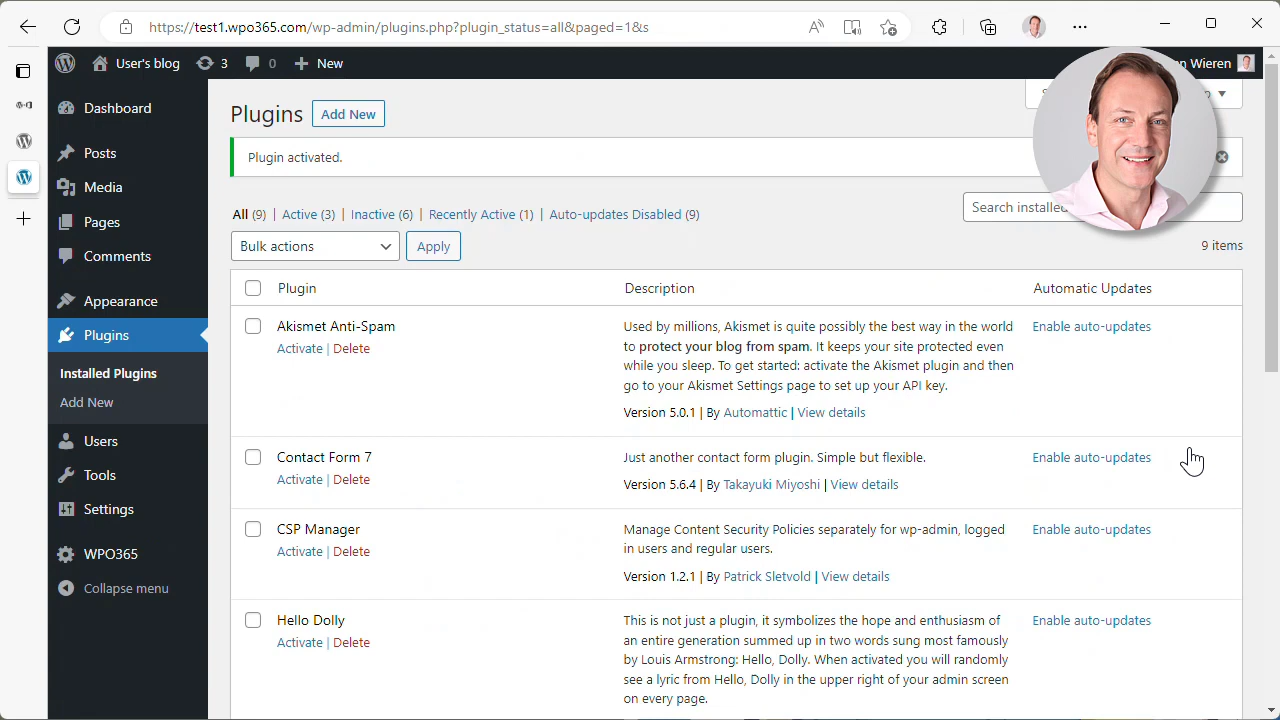 https://test1.wpo365.com/wp-admin/plugins.php?plugin_status=all&paged=1&s
User's blog 3 0 New
Wieren
Dashboard
Posts
Media
Pages
Comments
Appearance
Plugins
Installed Plugins
Add New
Users
Tools
Settings
WPO365
Collapse menu
Plugins Add New
Plugin activated.
All (9) | Active (3) | Inactive (6) | Recently Active (1) | Auto-updates Disabled (9)
Search installed
Bulk actions Apply
9 items
Plugin Description Automatic Updates
Akismet Anti-Spam
Activate | Delete
Used by millions, Akismet is quite possibly the best way in the world
to protect your blog from spam. It keeps your site protected even
while you sleep. To get started: activate the Akismet plugin and then
go to your Akismet Settings page to set up your API key.
Version 5.0.1 | By Automattic | View details
Enable auto-updates
Contact Form 7
Activate | Delete
Just another contact form plugin. Simple but flexible.
Version 5.6.4 | By Takayuki Miyoshi | View details
Enable auto-updates
CSP Manager
Activate | Delete
Manage Content Security Policies separately for wp-admin, logged
in users and regular users.
Version 1.2.1 | By Patrick Sletvold | View details
Enable auto-updates
Hello Dolly
Activate | Delete
This is not just a plugin, it symbolizes the hope and enthusiasm of
an entire generation summed up in two words sung most famously
by Louis Armstrong: Hello, Dolly. When activated you will randomly
see a lyric from Hello, Dolly in the upper right of your admin screen
on every page.
Enable auto-updates